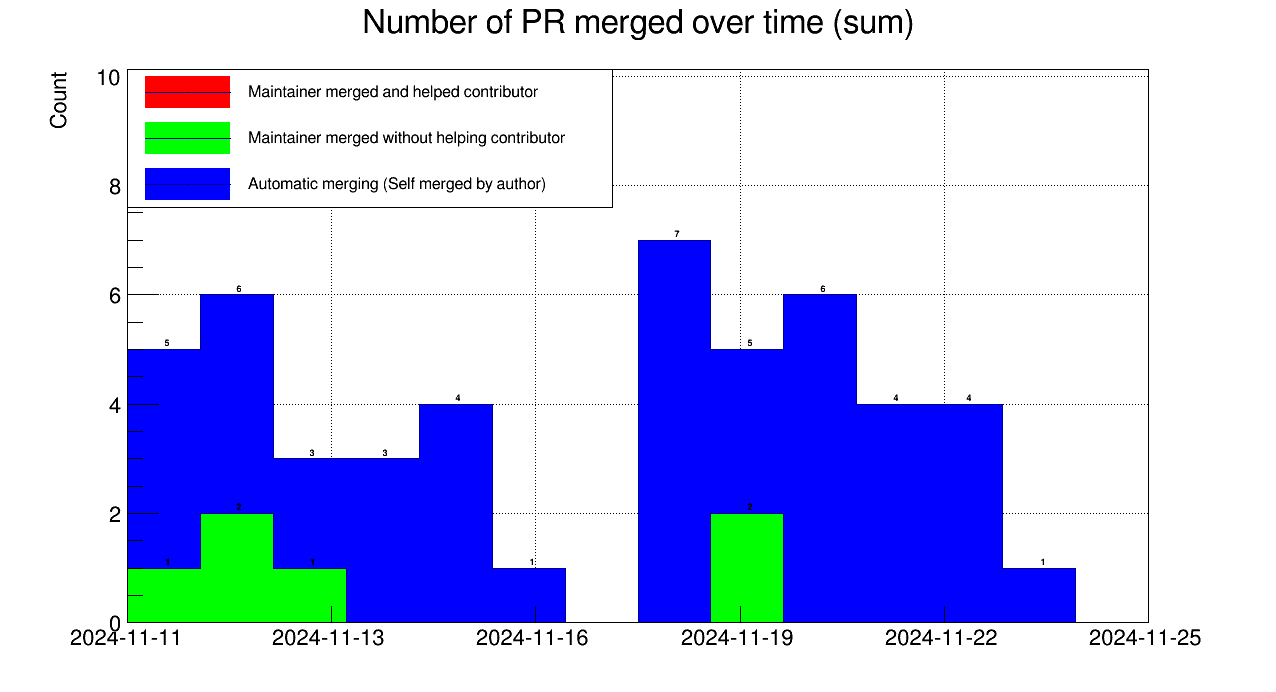 Number of PR merged over time (sum)
Count
10
8
6
4
2
0
Maintainer merged and helped contributor
Maintainer merged without helping contributor
Automatic merging (Self merged by author)
5 6 3 3 4 1 7 5 6 4 4 1
1 2 1 2
2024-11-11 2024-11-13 2024-11-16 2024-11-19 2024-11-22 2024-11-25